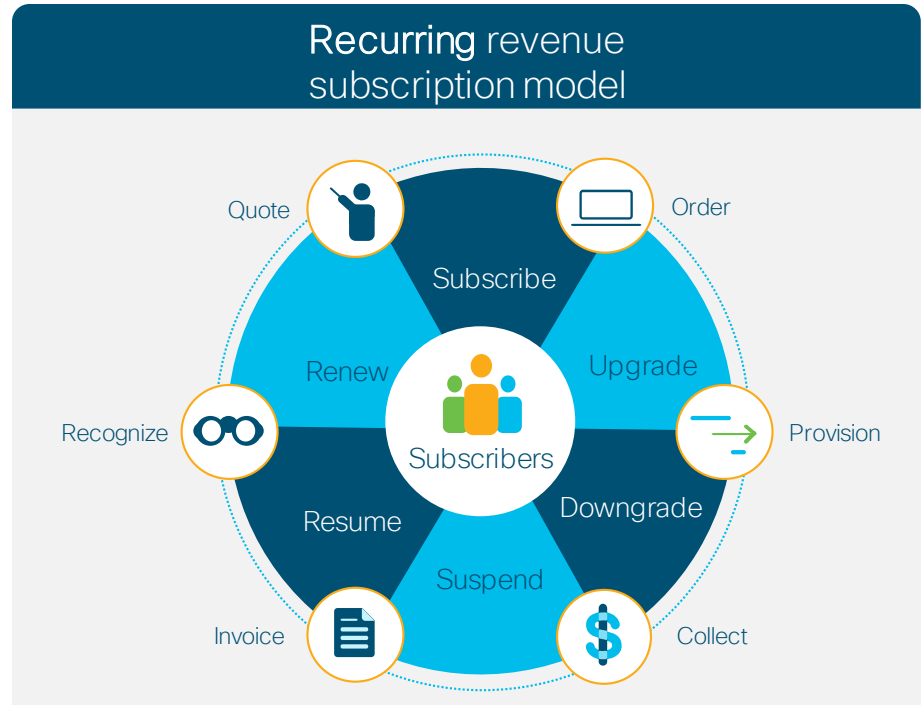 Recurring revenue
subscription model
Quote
Order
Subscribe
Renew
Upgrade
Recognize
Provision
Subscribers
Resume
Downgrade
Suspend
Invoice
Collect